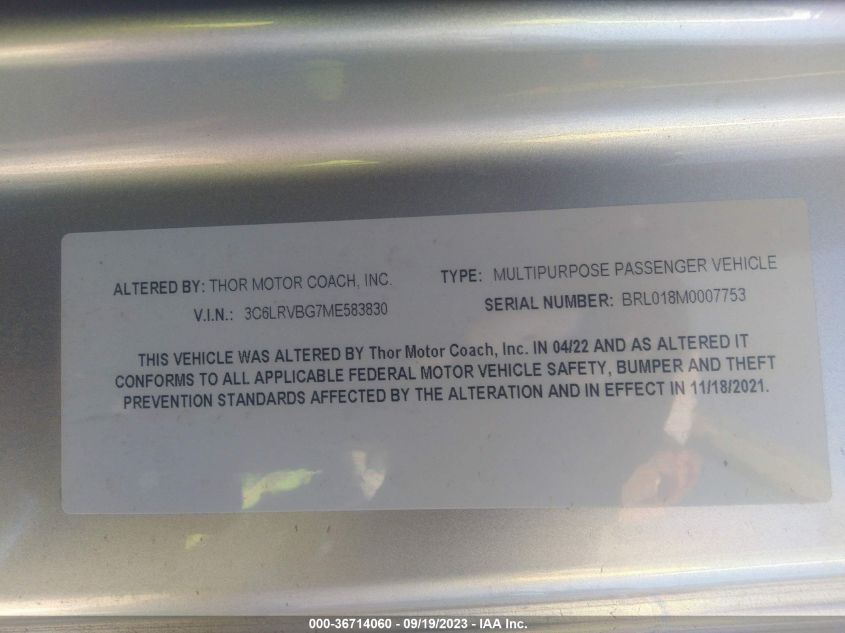 ALTERED BY: THOR MOTOR COACH, INC.
TYPE: MULTIPURPOSE PASSENGER VEHICLE
V.I.N.: 3C6LRVBG7ME583830
SERIAL NUMBER: BRL018M0007753
THIS VEHICLE WAS ALTERED BY Thor Motor Coach, Inc. IN 04/22 AND AS ALTERED IT
CONFORMS TO ALL APPLICABLE FEDERAL MOTOR VEHICLE SAFETY, BUMPER AND THEFT
PREVENTION STANDARDS AFFECTED BY THE ALTERATION AND IN EFFECT IN 11/18/2021.
000-36714060 - 09/19/2023 - IAA Inc.